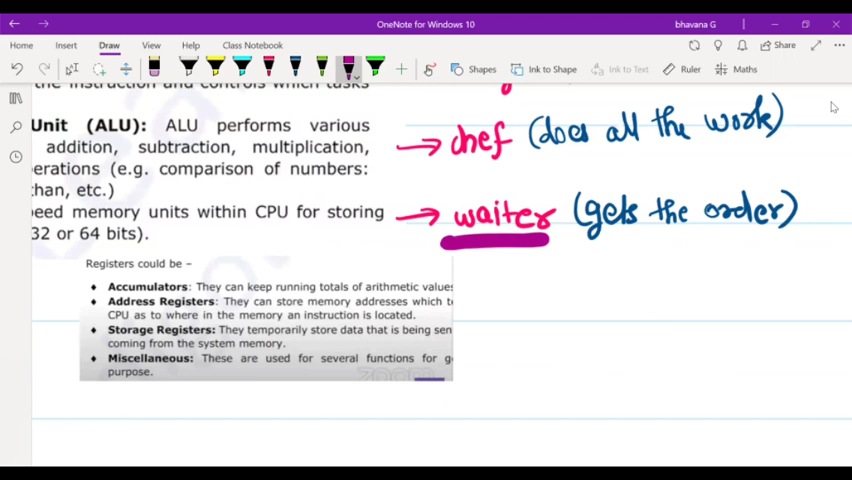 OneNote for Windows 10
bhavana G
Home Insert Draw View Help Class Notebook
Share
Shapes Ink to Shape Ink to Text Ruler Maths
the instruction and controls which tasks
Unit (ALU): ALU performs various
addition, subtraction, multiplication,
erations (e.g. comparison of numbers:
than, etc.)
→ chef (does all the work)
peed memory units within CPU for storing
32 or 64 bits).
→ waiter (gets the order)
Registers could be –
♦ Accumulators: They can keep running totals of arithmetic values
♦ Address Registers: They can store memory addresses which t
CPU as to where in the memory an instruction is located.
♦ Storage Registers: They temporarily store data that is being sen
coming from the system memory.
♦ Miscellaneous: These are used for several functions for g
purpose.
zoom